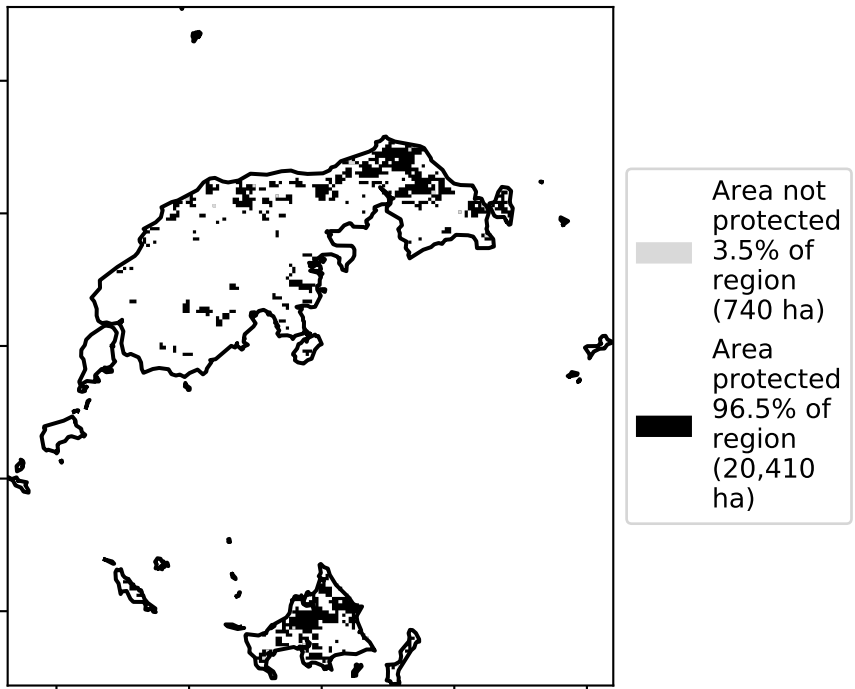 Area not
protected
3.5% of
region
(740 ha)
Area
protected
96.5% of
region
(20,410
ha)